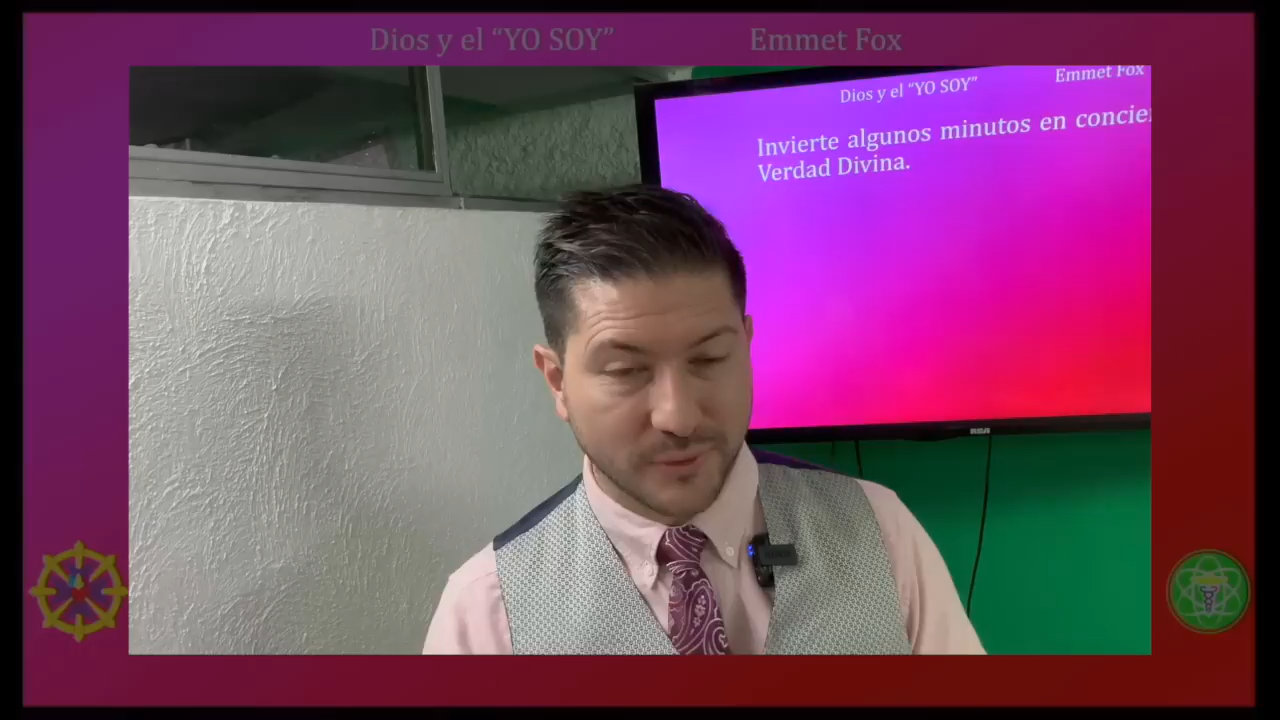 Dios y el “YO SOY” Emmet Fox
Dios y el “YO SOY” Emmet Fox
Invierte algunos minutos en concie
Verdad Divina.
RCA